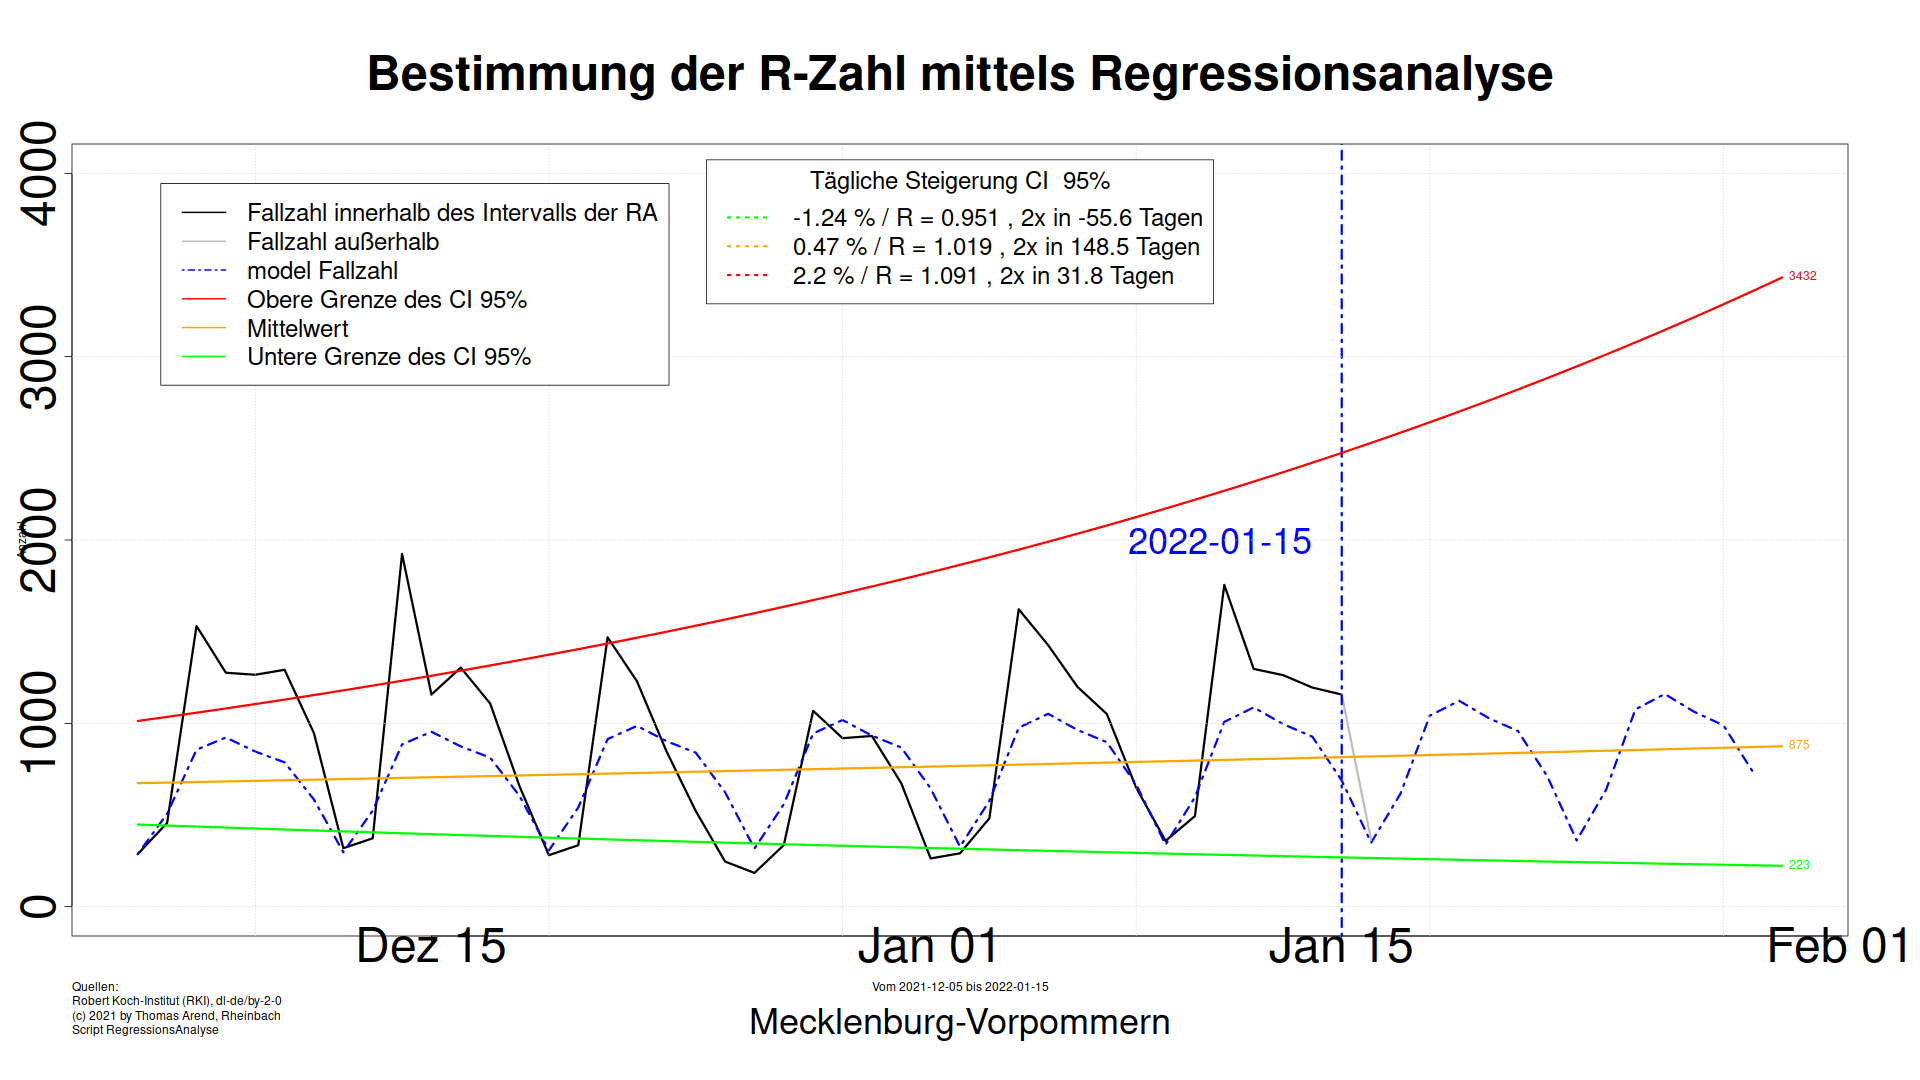 Bestimmung der R-Zahl mittels Regressionsanalyse
4000
3000
2000
1000
0
Anzahl
Fallzahl innerhalb des Intervalls der RA
Fallzahl außerhalb
model Fallzahl
Obere Grenze des CI 95%
Mittelwert
Untere Grenze des CI 95%
Tägliche Steigerung CI  95%
-1.24 % / R = 0.951 , 2x in -55.6 Tagen
0.47 % / R = 1.019 , 2x in 148.5 Tagen
2.2 % / R = 1.091 , 2x in 31.8 Tagen
3432
2022-01-15
875
223
Dez 15
Jan 01
Jan 15
Feb 01
Quellen:
Robert Koch-Institut (RKI), dl-de/by-2-0
(c) 2021 by Thomas Arend, Rheinbach
Script RegressionsAnalyse
Vom 2021-12-05 bis 2022-01-15
Mecklenburg-Vorpommern